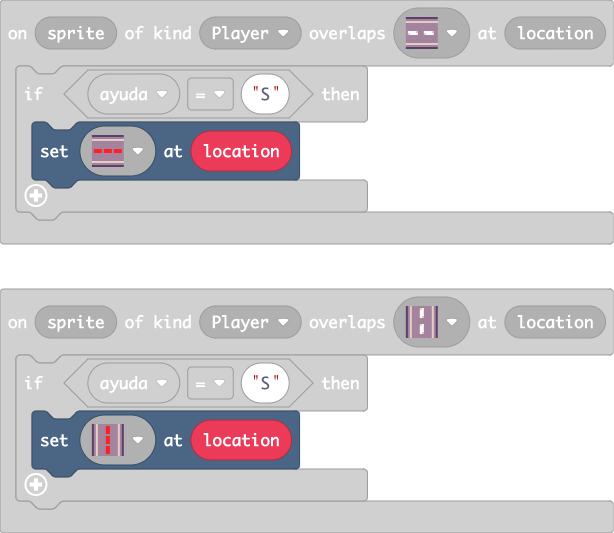 on sprite of kind Player overlaps at location
if ayuda = "S" then
set at location
on sprite of kind Player overlaps at location
if ayuda = "S" then
set at location